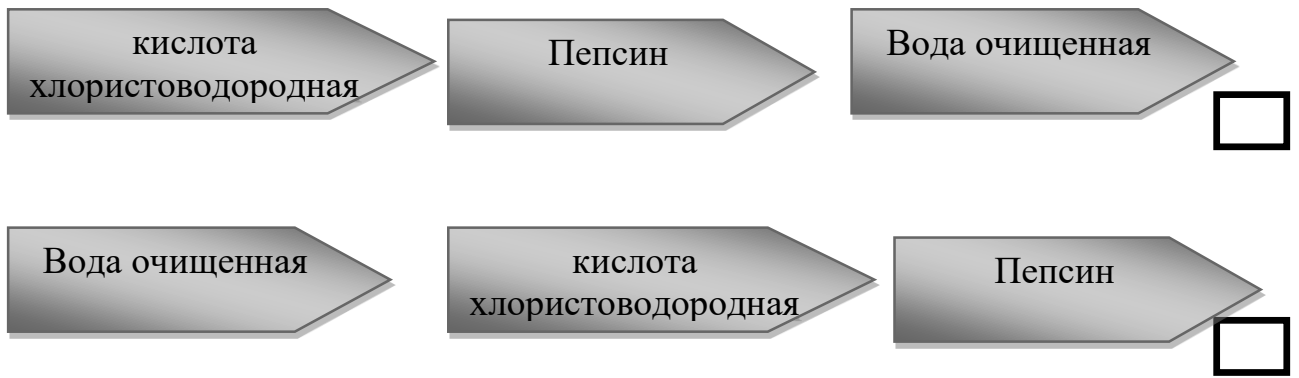 кислота
хлористоводородная
Пепсин
Вода очищенная
Вода очищенная
кислота
хлористоводородная
Пепсин